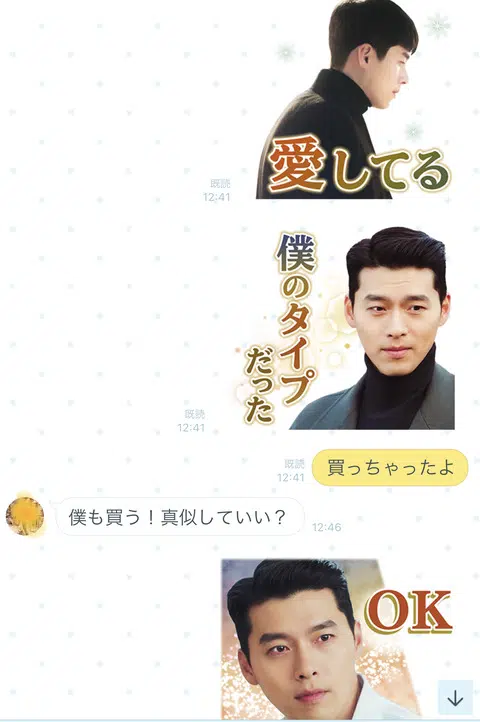 愛してる
既読
12:41
僕のタイプ
だった
既読
12:41
既読
12:41
買っちゃったよ
僕も買う！真似していい？
12:46
OK